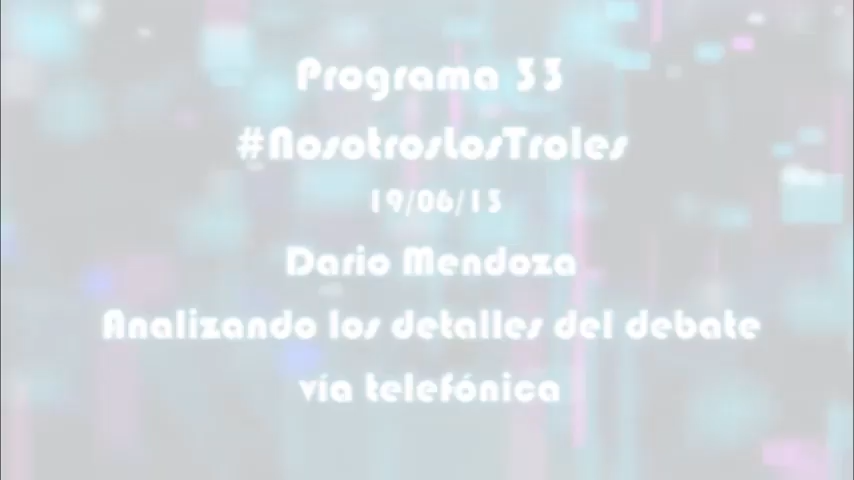 Programa 33
#NosotrosLosTroles
19/06/13
Dario Mendoza
Analizando los detalles del debate
vía telefónica